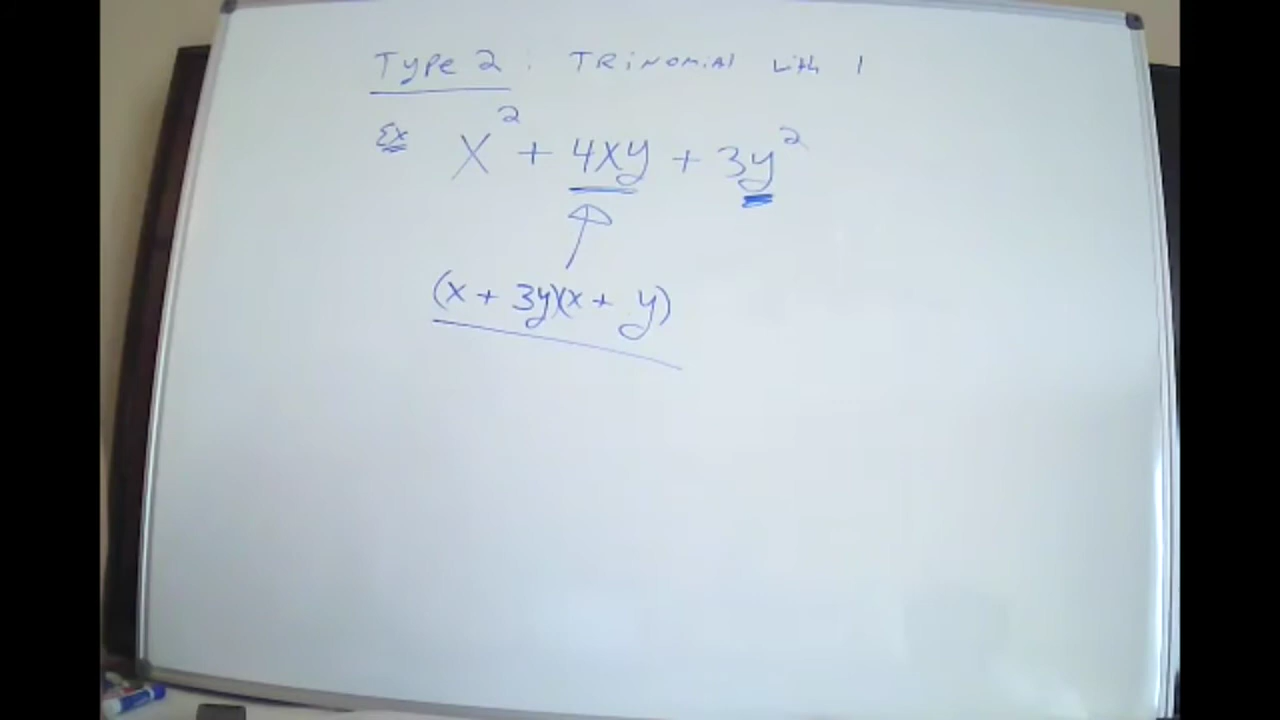 Type 2 : TRiNOMiAl with 1
Ex x² + 4xy + 3y²
(x + 3y)(x + y)